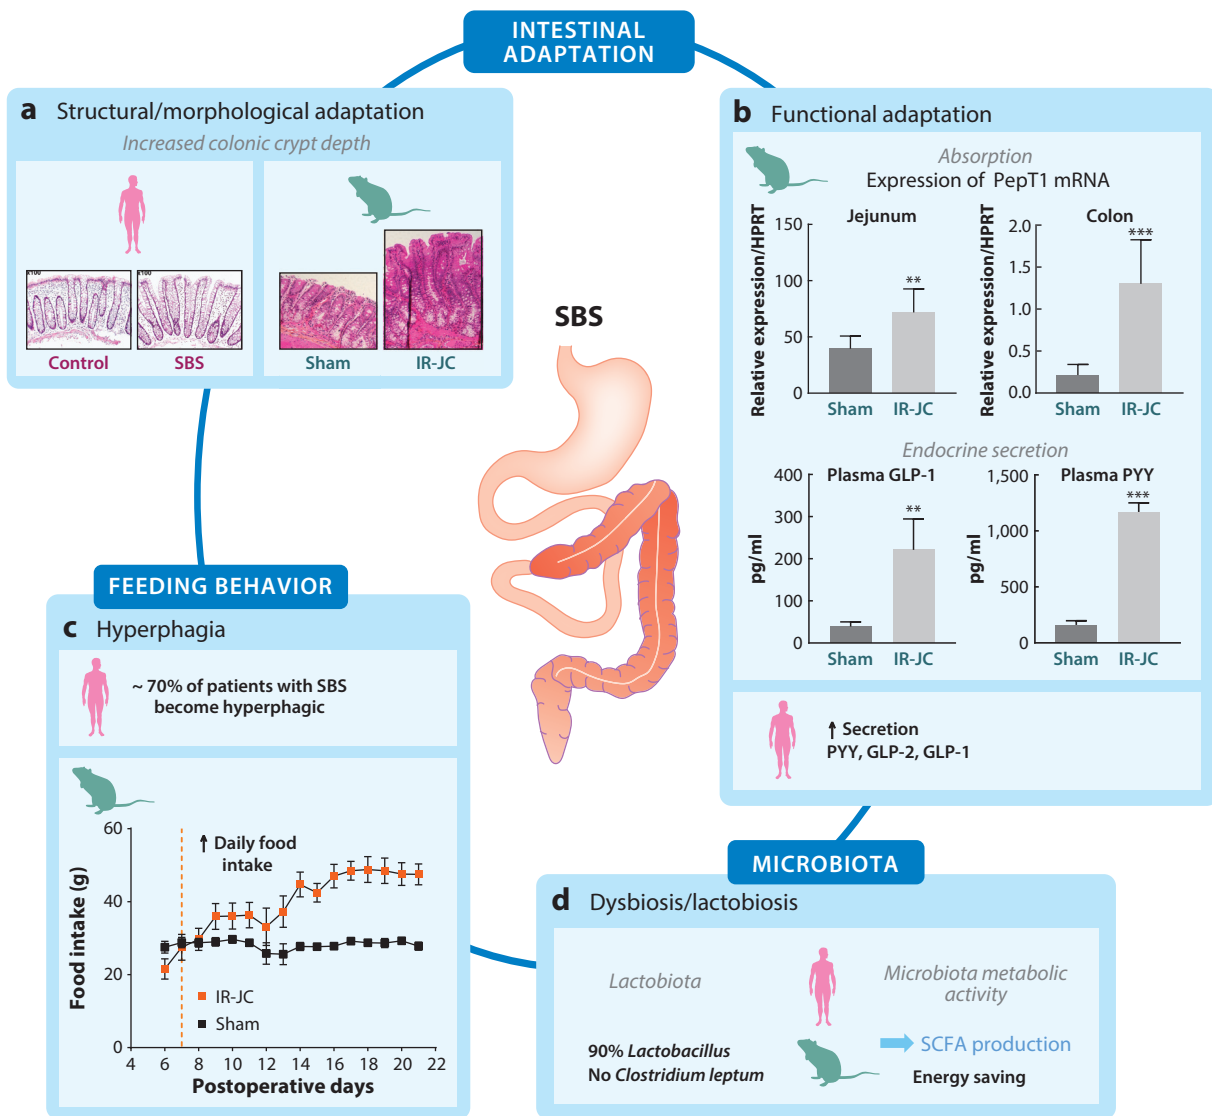 INTESTINAL
ADAPTATION
a Structural/morphological adaptation
Increased colonic crypt depth
x100
x100
Control
SBS
Sham
IR-JC
b Functional adaptation
Absorption
Expression of PepT1 mRNA
Relative expression/HPRT
150
100
50
0
Jejunum
**
Sham
IR-JC
Relative expression/HPRT
2.0
1.5
1.0
0.5
0.0
Colon
***
Sham
IR-JC
Endocrine secretion
pg/ml
400
300
200
100
0
Plasma GLP-1
**
Sham
IR-JC
pg/ml
1,500
1,000
500
0
Plasma PYY
***
Sham
IR-JC
↑ Secretion
PYY, GLP-2, GLP-1
SBS
FEEDING BEHAVIOR
c Hyperphagia
~ 70% of patients with SBS
become hyperphagic
Food intake (g)
60
40
20
0
↑ Daily food
intake
IR-JC
Sham
4 6 8 10 12 14 16 18 20 22
Postoperative days
MICROBIOTA
d Dysbiosis/lactobiosis
Lactobiota
90% Lactobacillus
No Clostridium leptum
Microbiota metabolic
activity
SCFA production
Energy saving